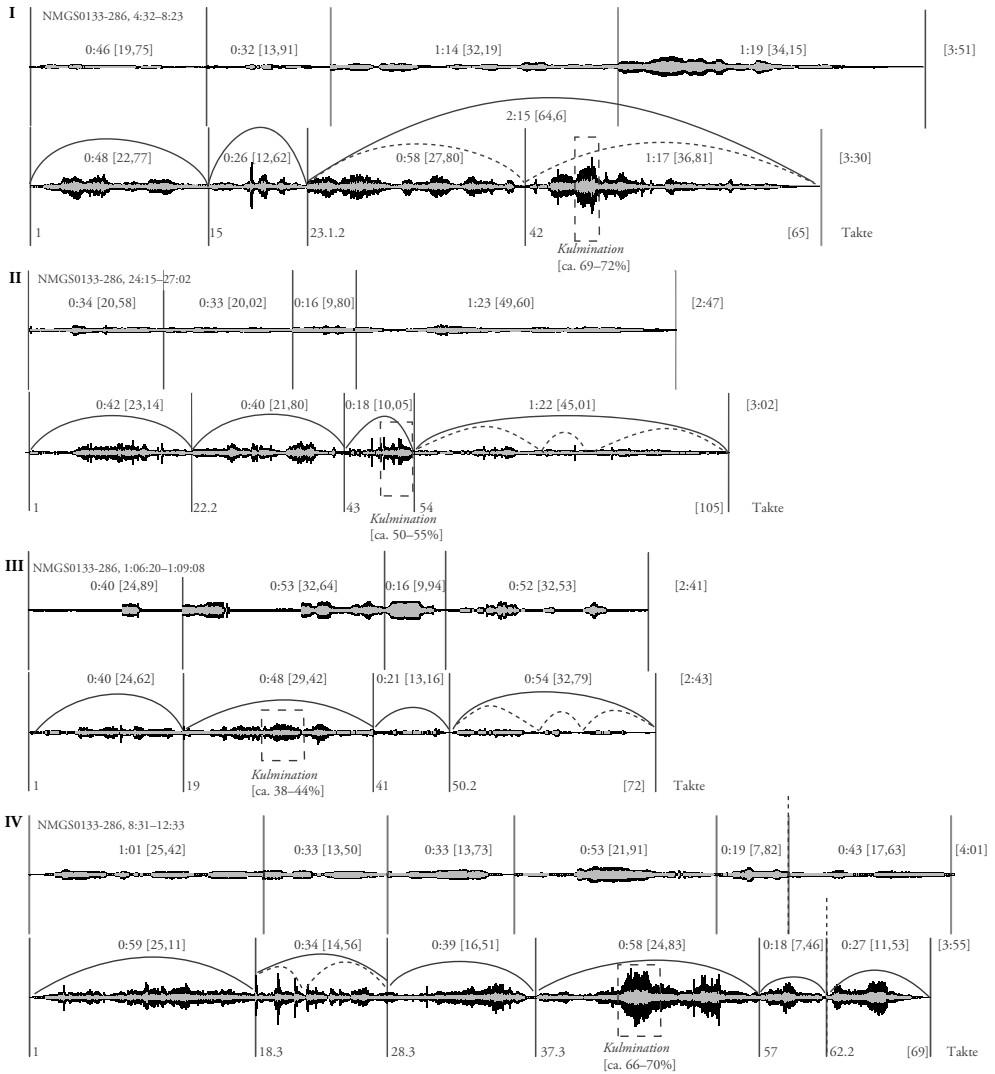 I NMGS0133-286, 4:32–8:23
0:46 [19,75] 0:32 [13,91] 1:14 [32,19] 1:19 [34,15] [3:51]
2:15 [64,6]
0:48 [22,77] 0:26 [12,62] 0:58 [27,80] 1:17 [36,81] [3:30]
1 15 23.1.2 42 [65] Takte
Kulmination
[ca. 69–72%]
II NMGS0133-286, 24:15–27:02
0:34 [20,58] 0:33 [20,02] 0:16 [9,80] 1:23 [49,60] [2:47]
0:42 [23,14] 0:40 [21,80] 0:18 [10,05] 1:22 [45,01] [3:02]
1 22.2 43 54 [105] Takte
Kulmination
[ca. 50–55%]
III NMGS0133-286, 1:06:20–1:09:08
0:40 [24,89] 0:53 [32,64] 0:16 [9,94] 0:52 [32,53] [2:41]
0:40 [24,62] 0:48 [29,42] 0:21 [13,16] 0:54 [32,79] [2:43]
1 19 41 50.2 [72] Takte
Kulmination
[ca. 38–44%]
IV NMGS0133-286, 8:31–12:33
1:01 [25,42] 0:33 [13,50] 0:33 [13,73] 0:53 [21,91] 0:19 [7,82] 0:43 [17,63] [4:01]
0:59 [25,11] 0:34 [14,56] 0:39 [16,51] 0:58 [24,83] 0:18 [7,46] 0:27 [11,53] [3:55]
1 18.3 28.3 37.3 57 62.2 [69] Takte
Kulmination
[ca. 66–70%]